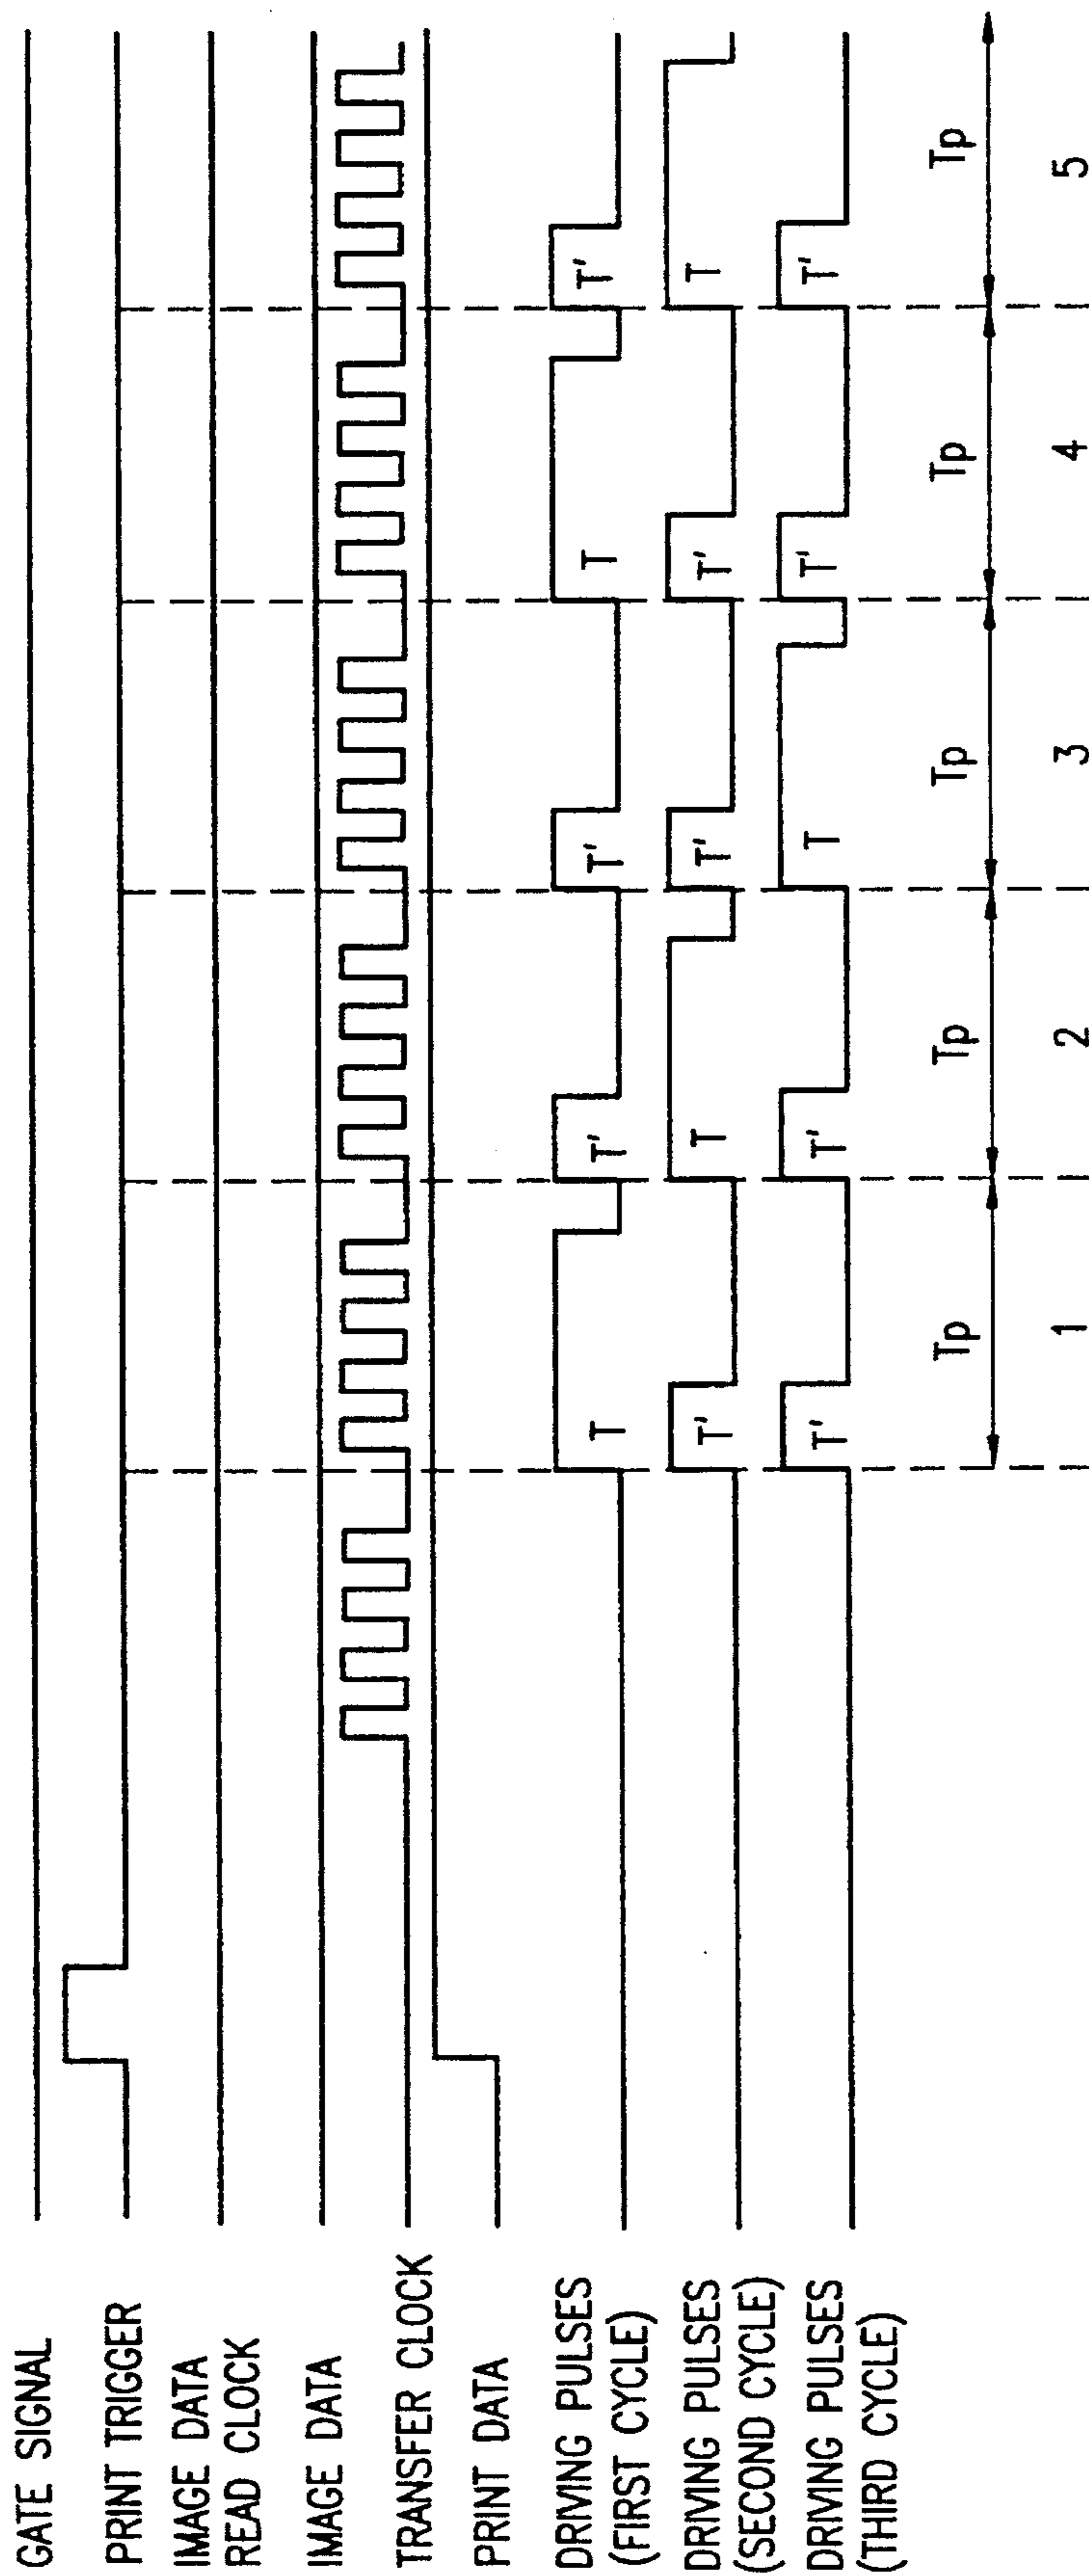 GATE SIGNAL
PRINT TRIGGER
IMAGE DATA
READ CLOCK
IMAGE DATA
TRANSFER CLOCK
PRINT DATA
DRIVING PULSES
(FIRST CYCLE)
T T' T' T T'
DRIVING PULSES
(SECOND CYCLE)
T' T T' T' T
DRIVING PULSES
(THIRD CYCLE)
T' T' T T' T'
Tp Tp Tp Tp Tp
1 2 3 4 5